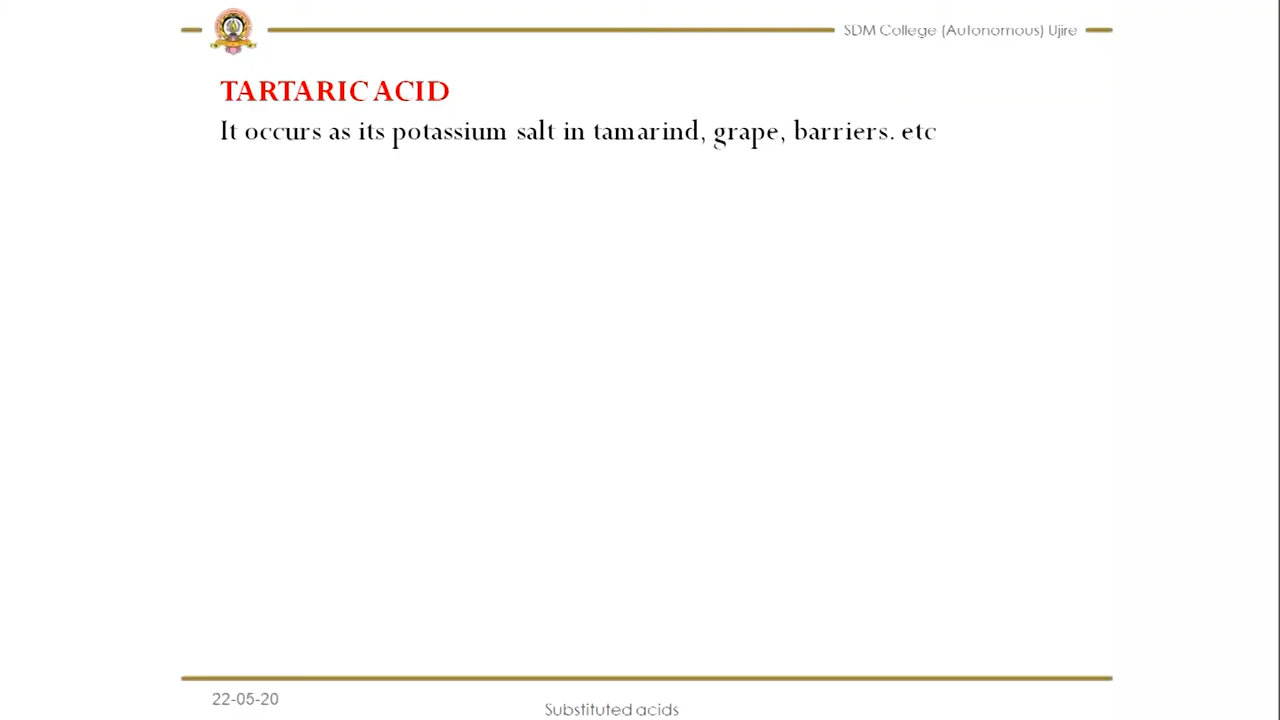 SDM College (Autonomous) Ujire
TARTARIC ACID
It occurs as its potassium salt in tamarind, grape, barriers. etc
22-05-20
Substituted acids